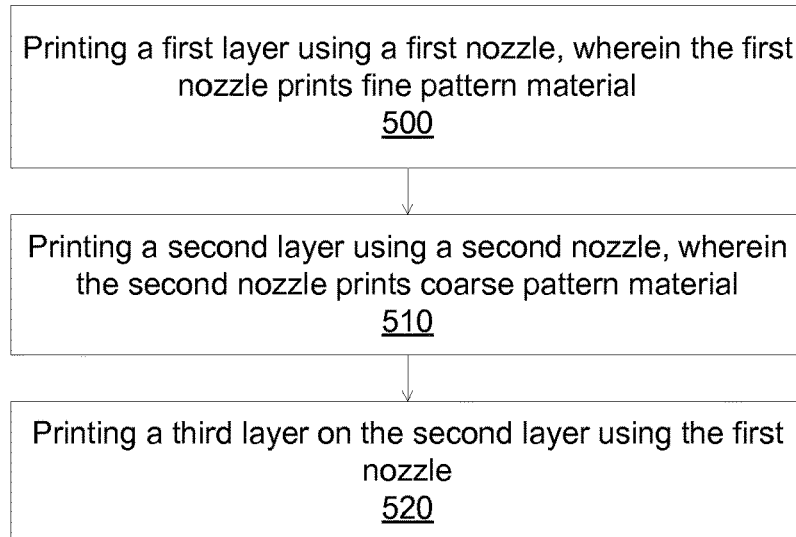 Printing a first layer using a first nozzle, wherein the first
nozzle prints fine pattern material
500
Printing a second layer using a second nozzle, wherein
the second nozzle prints coarse pattern material
510
Printing a third layer on the second layer using the first
nozzle
520